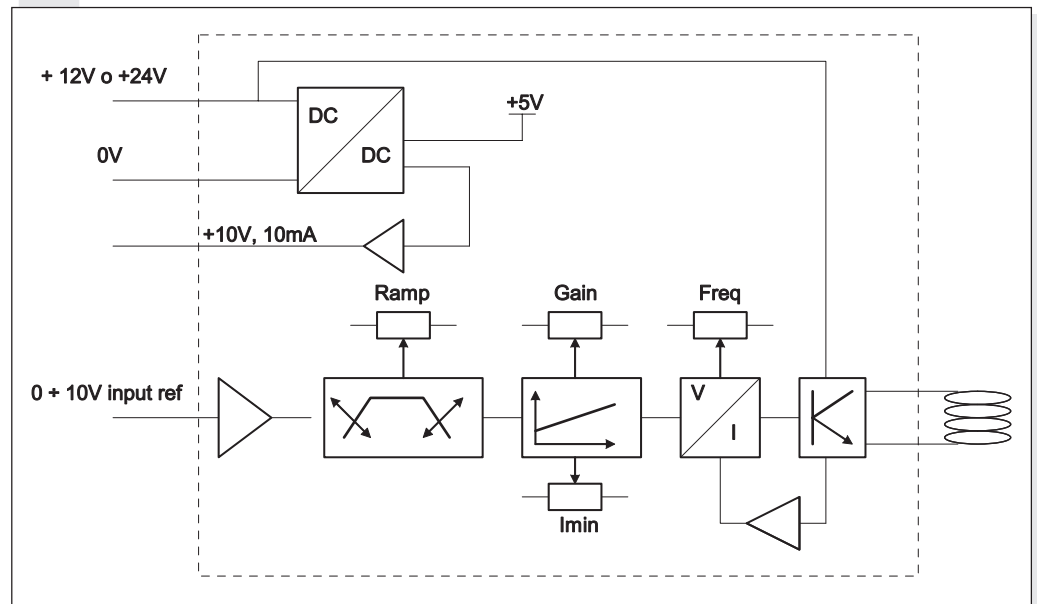 + 12V o +24V
DC
DC
+5V
0V
+10V, 10mA
Ramp
Gain
Freq
0 + 10V input ref
V
I
Imin